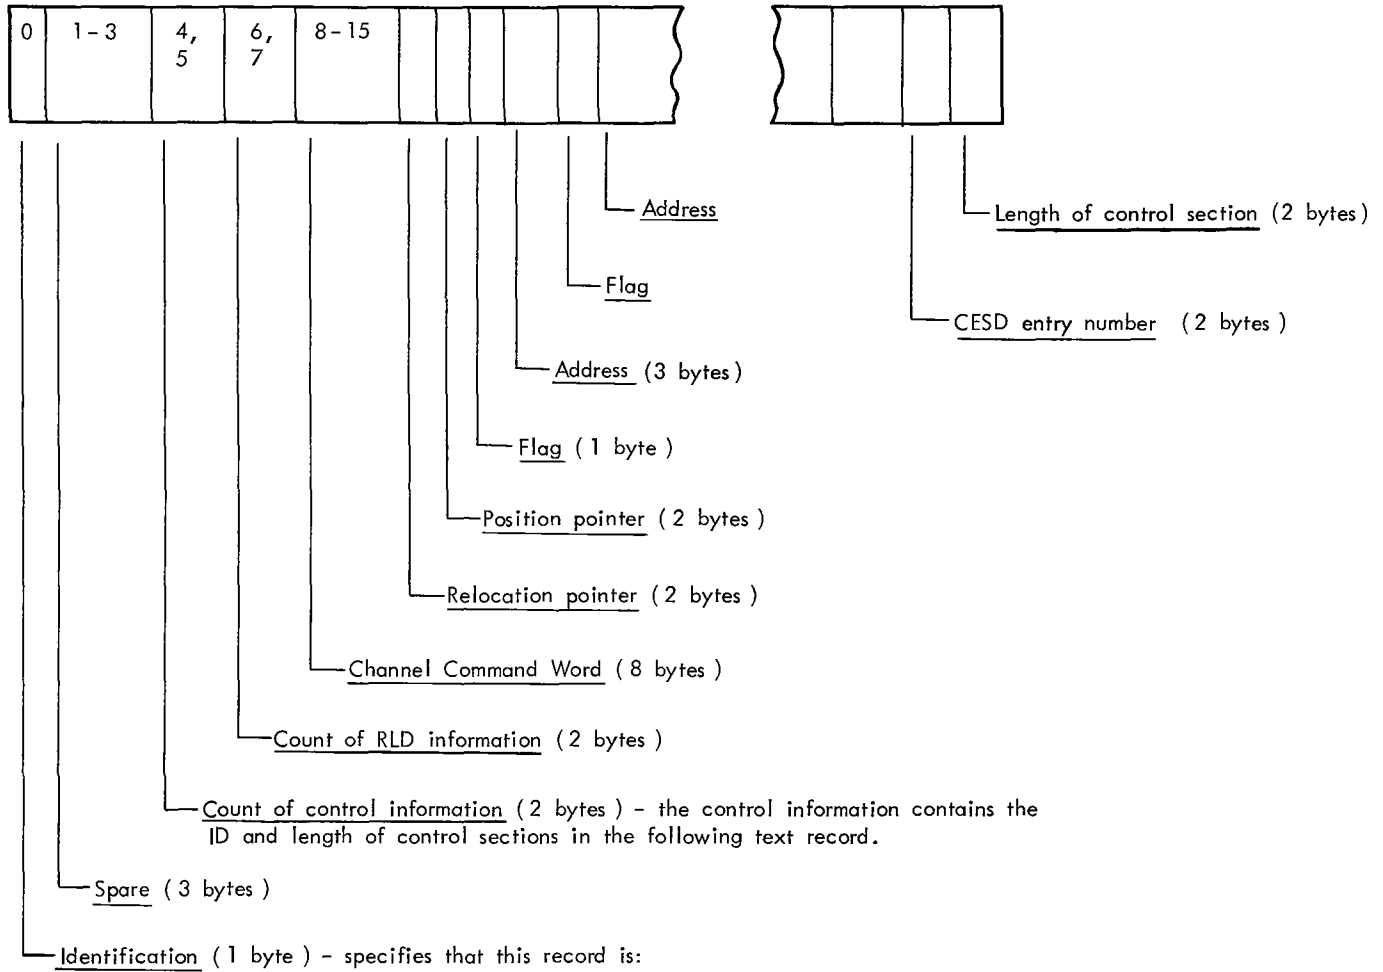 0 1-3 4, 6, 8-15
5 7
Address
Length of control section (2 bytes)
Flag
CESD entry number (2 bytes)
Address (3 bytes)
Flag (1 byte)
Position pointer (2 bytes)
Relocation pointer (2 bytes)
Channel Command Word (8 bytes)
Count of RLD information (2 bytes)
Count of control information (2 bytes) - the control information contains the
ID and length of control sections in the following text record.
Spare (3 bytes)
Identification (1 byte) - specifies that this record is: